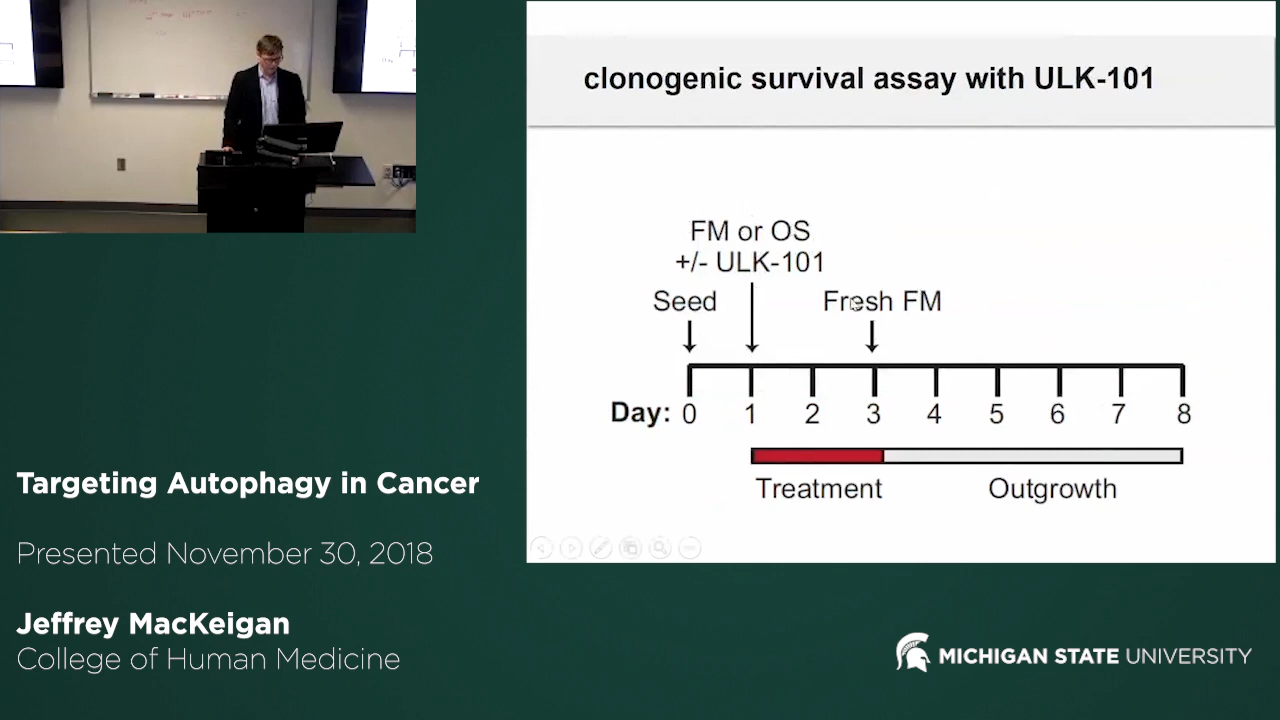 clonogenic survival assay with ULK-101
FM or OS
+/- ULK-101
Seed
Fresh FM
Day: 0 1 2 3 4 5 6 7 8
Treatment
Outgrowth
Targeting Autophagy in Cancer
Presented November 30, 2018
Jeffrey MacKeigan
College of Human Medicine
MICHIGAN STATE UNIVERSITY